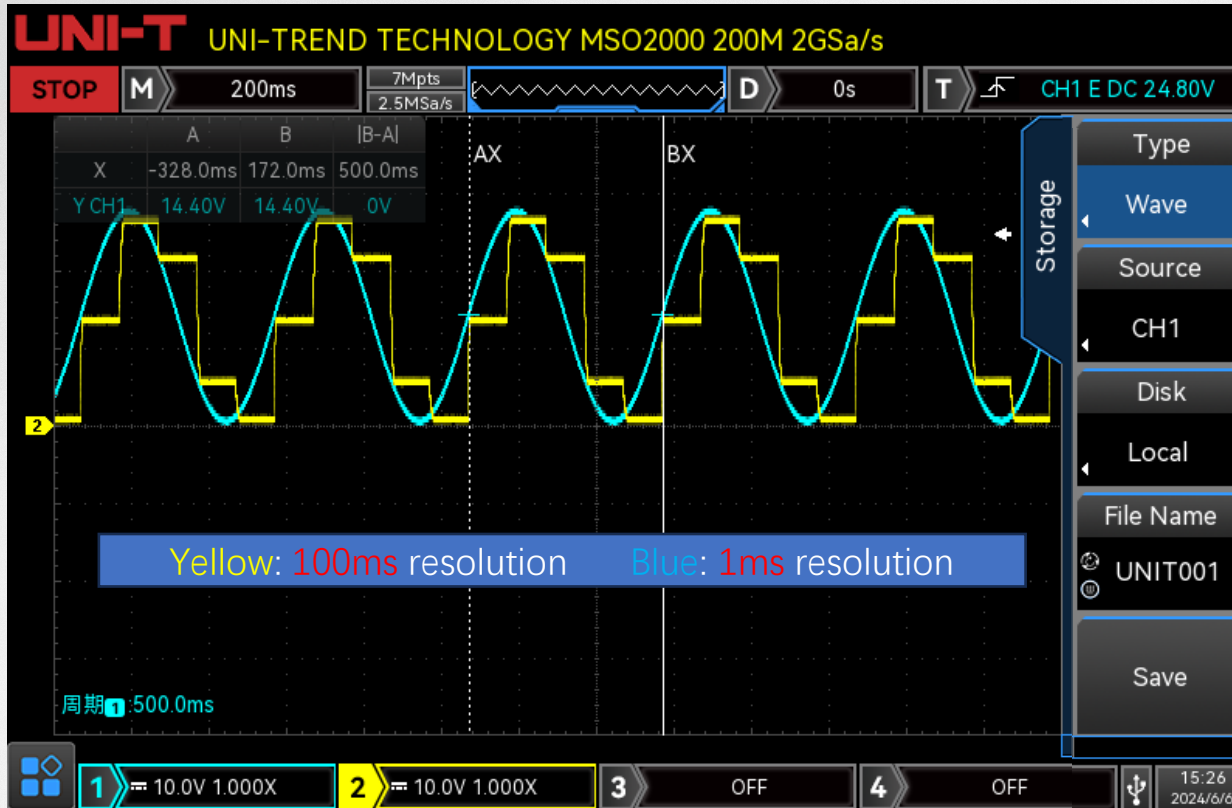 UNI-T UNI-TREND TECHNOLOGY MSO2000 200M 2GSa/s
STOP M 200ms 7Mpts 2.5MSa/s D 0s T CH1 E DC 24.80V
A B |B-A|
X -328.0ms 172.0ms 500.0ms
Y CH1 14.40V 14.40V 0V
AX BX
Storage
Type
Wave
Source
CH1
Disk
Local
File Name
UNIT001
Save
2
Yellow: 100ms resolution Blue: 1ms resolution
周期1:500.0ms
1 10.0V 1.000X 2 10.0V 1.000X 3 OFF 4 OFF 15:26